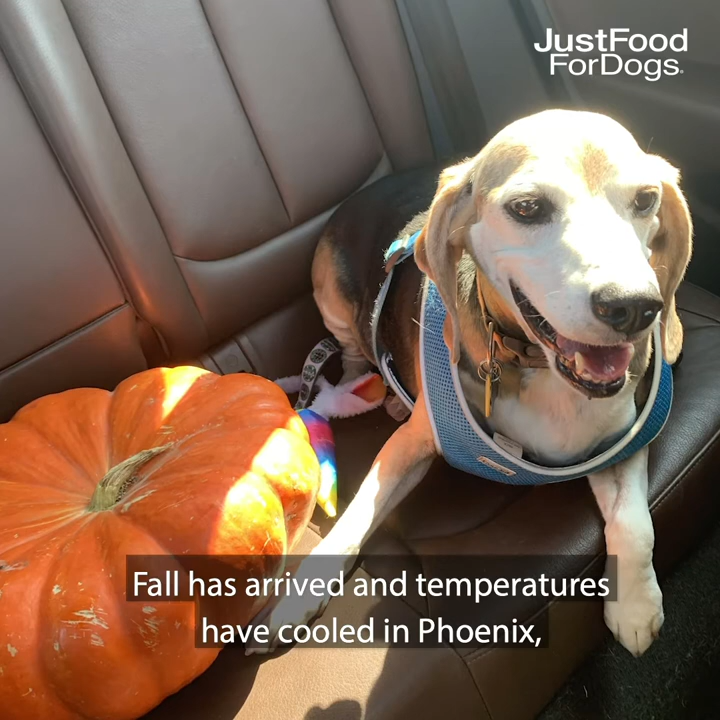 JustFood
ForDogs.
Fall has arrived and temperatures
have cooled in Phoenix,